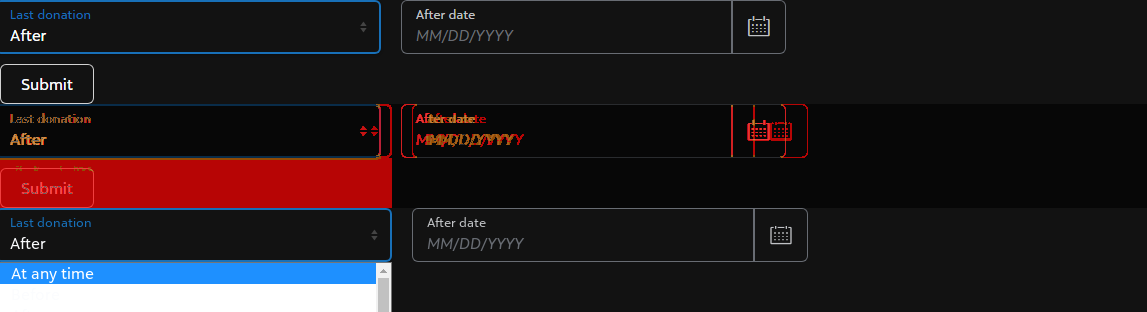 Last donation
After
After date
MM/DD/YYYY
Submit
Last donation
After
After date
MM/DD/YYYY
Submit
Last donation
After
After date
MM/DD/YYYY
At any time